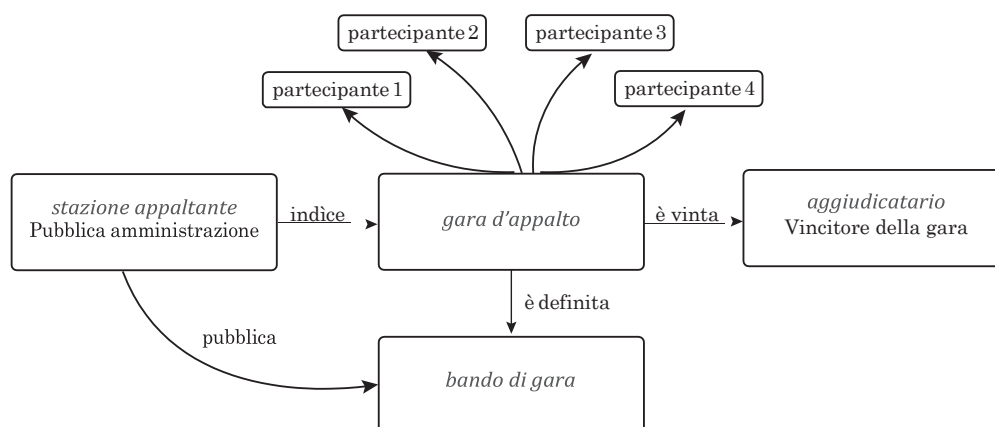 partecipante 2
partecipante 3
partecipante 1
partecipante 4
stazione appaltante
Pubblica amministrazione
indìce
gara d’appalto
è vinta
aggiudicatario
Vincitore della gara
è definita
pubblica
bando di gara